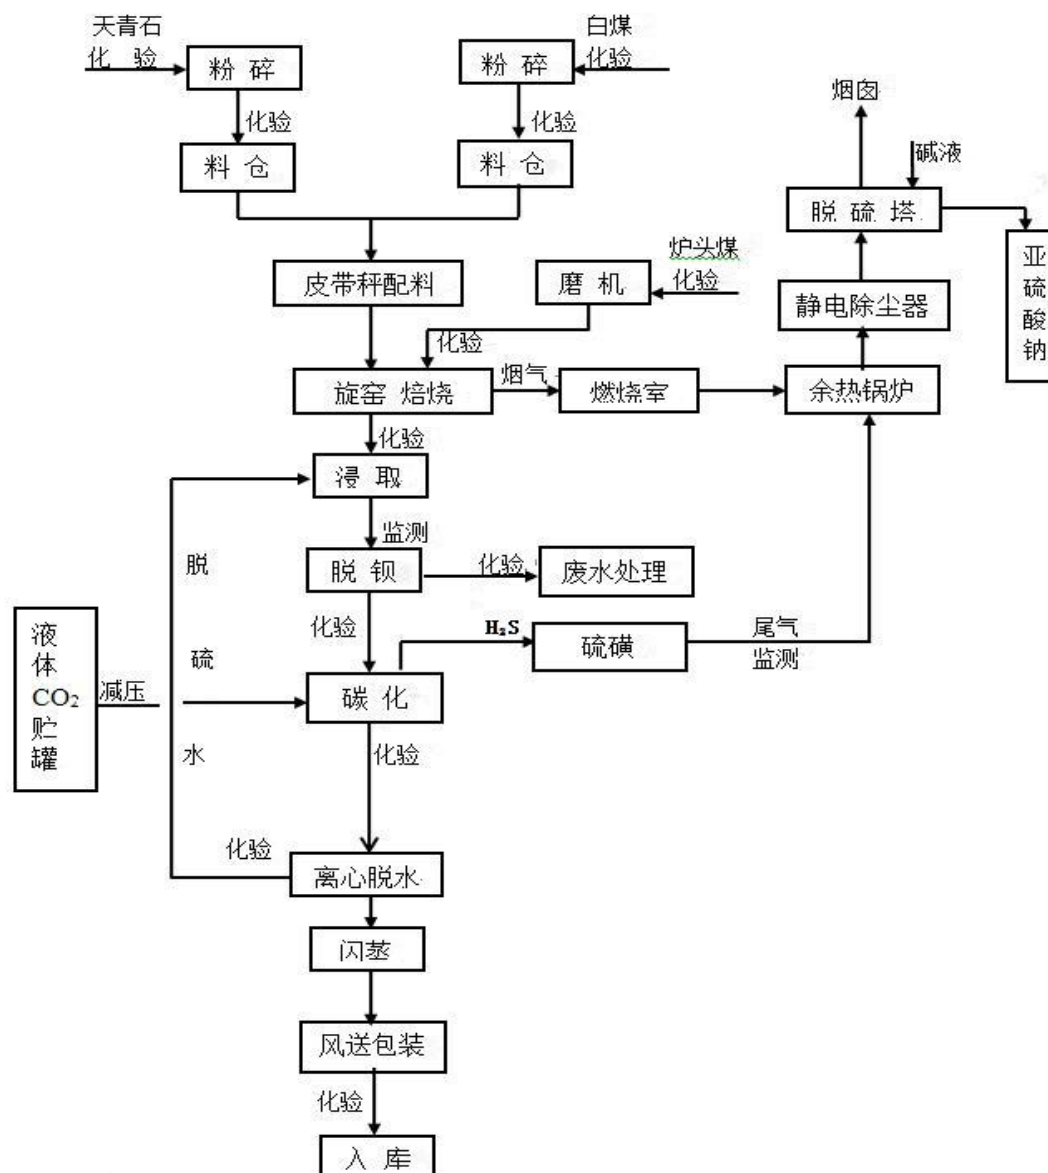 天青石
化 验
粉 碎
白煤
化验
粉 碎
化验
化验
料 仓
料 仓
烟囱
碱液
脱 硫 塔
亚
硫
酸
钠
皮带秤配料
磨 机
炉头煤
化验
静电除尘器
化验
旋窑 焙烧
烟气
燃烧室
余热锅炉
化验
浸 取
监测
脱
硫
水
脱 钡
化验
废水处理
化验
H₂S
硫磺
尾气
监测
液
体
CO₂
贮
罐
减压
碳 化
化验
化验
离心脱水
闪蒸
风送包装
化验
入 库